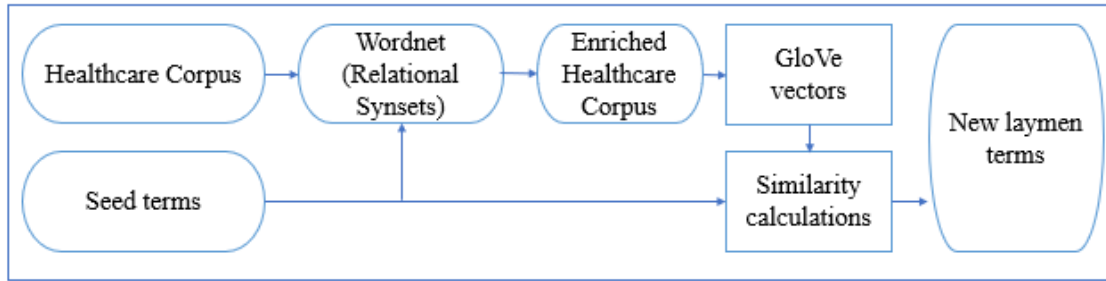 Healthcare Corpus
Wordnet
(Relational
Synsets)
Enriched
Healthcare
Corpus
GloVe
vectors
New laymen
terms
Seed terms
Similarity
calculations